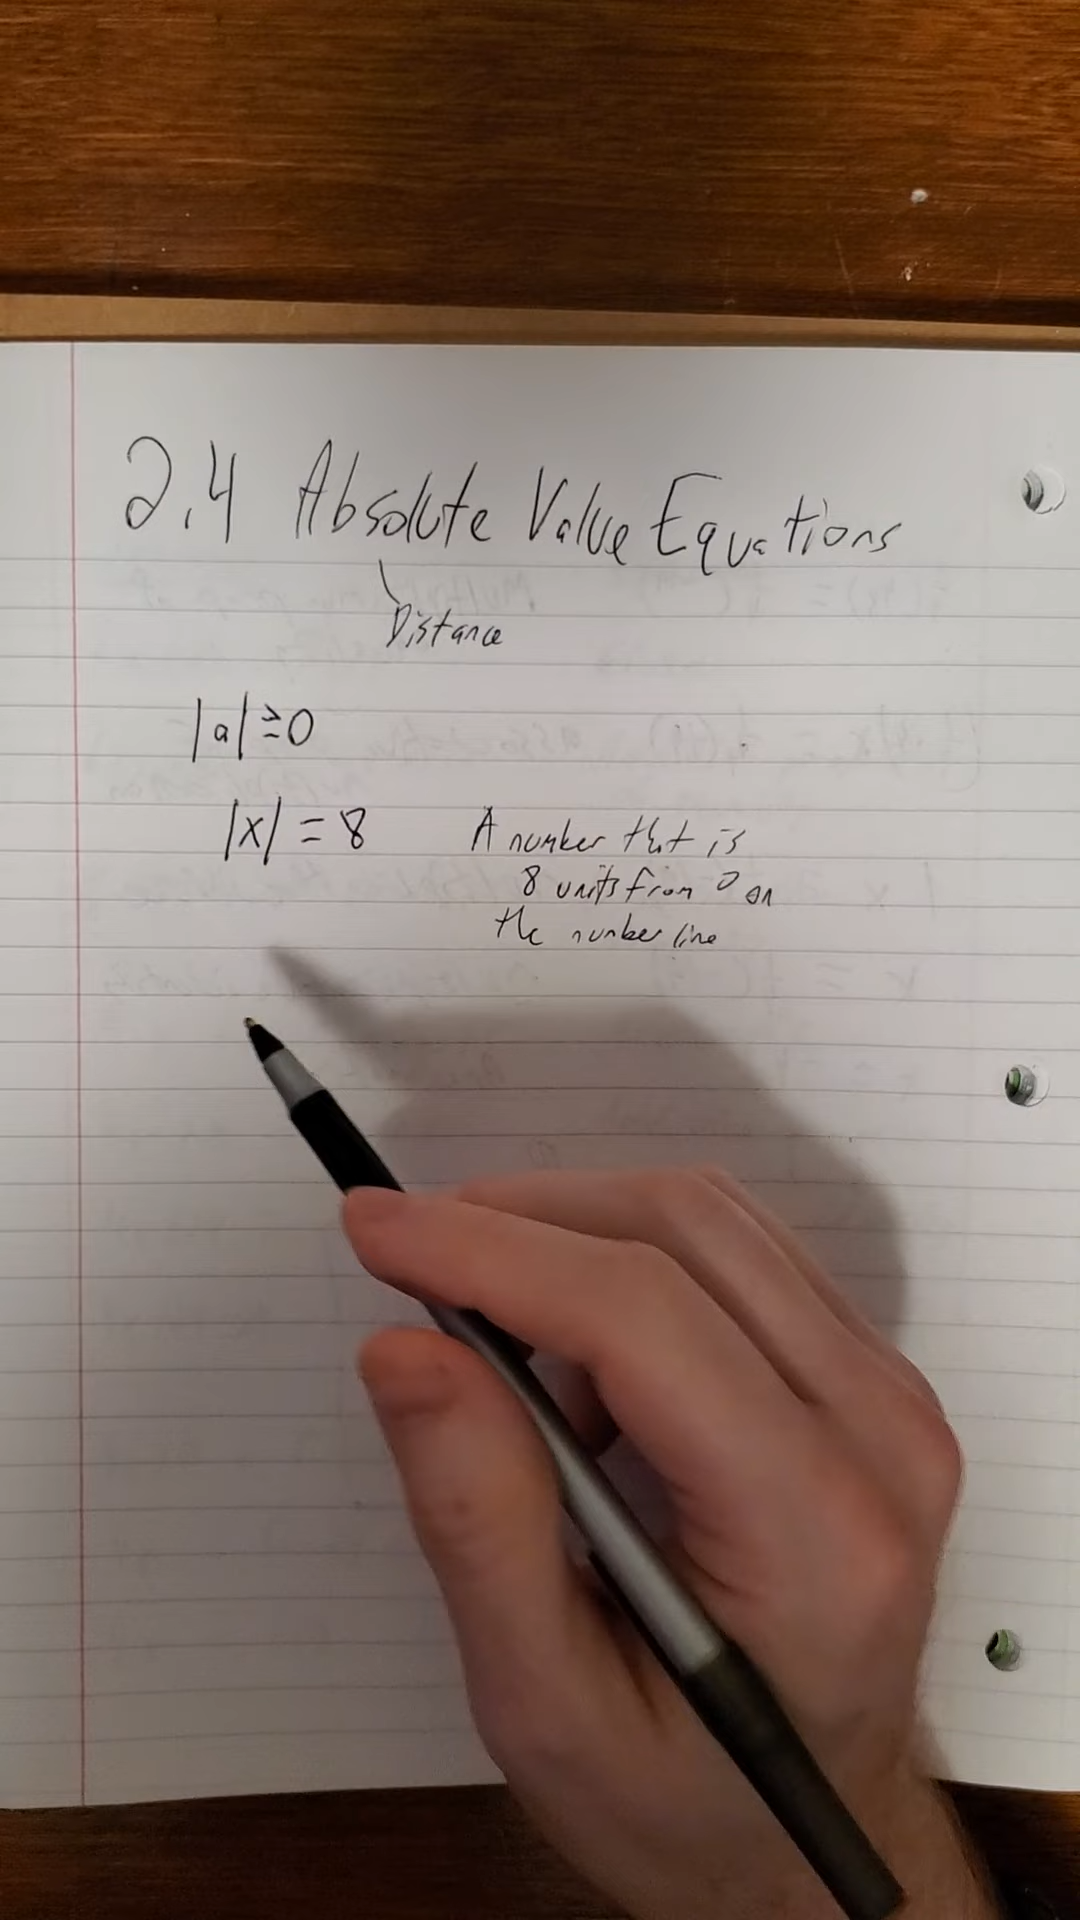 2.4 Absolute Value Equations
Distance
|a| ≥ 0
|x| = 8
A number that is
8 units from 0 on
the number line